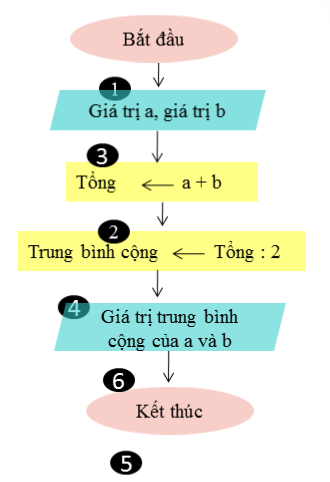 Bắt đầu
1
Giá trị a, giá trị b
3
Tổng ← a + b
2
Trung bình cộng ← Tổng : 2
4
Giá trị trung bình
cộng của a và b
6
Kết thúc
5